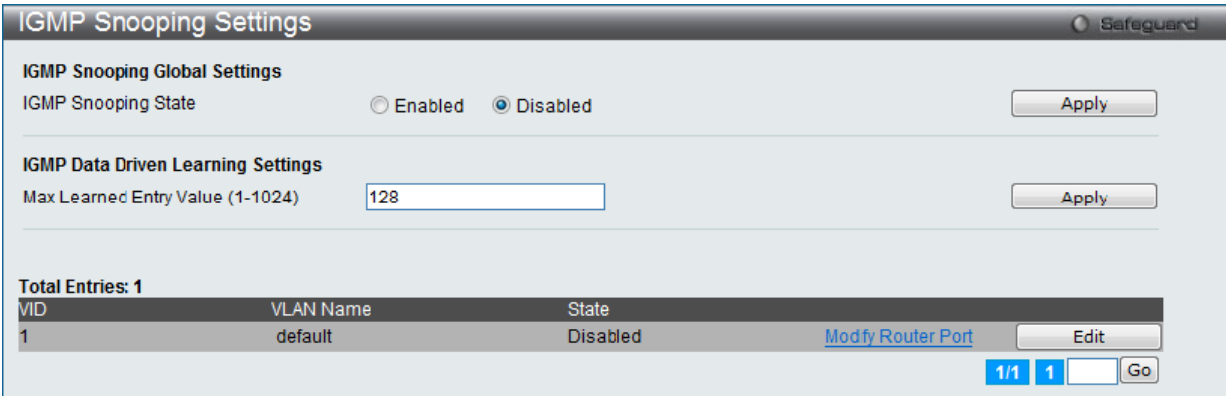 IGMP Snooping Settings
Safeguard
IGMP Snooping Global Settings
IGMP Snooping State Enabled Disabled Apply
IGMP Data Driven Learning Settings
Max Learned Entry Value (1-1024) 128 Apply
Total Entries: 1
VID VLAN Name State
1 default Disabled Modfy Router Port Edit
1/1 1 Go